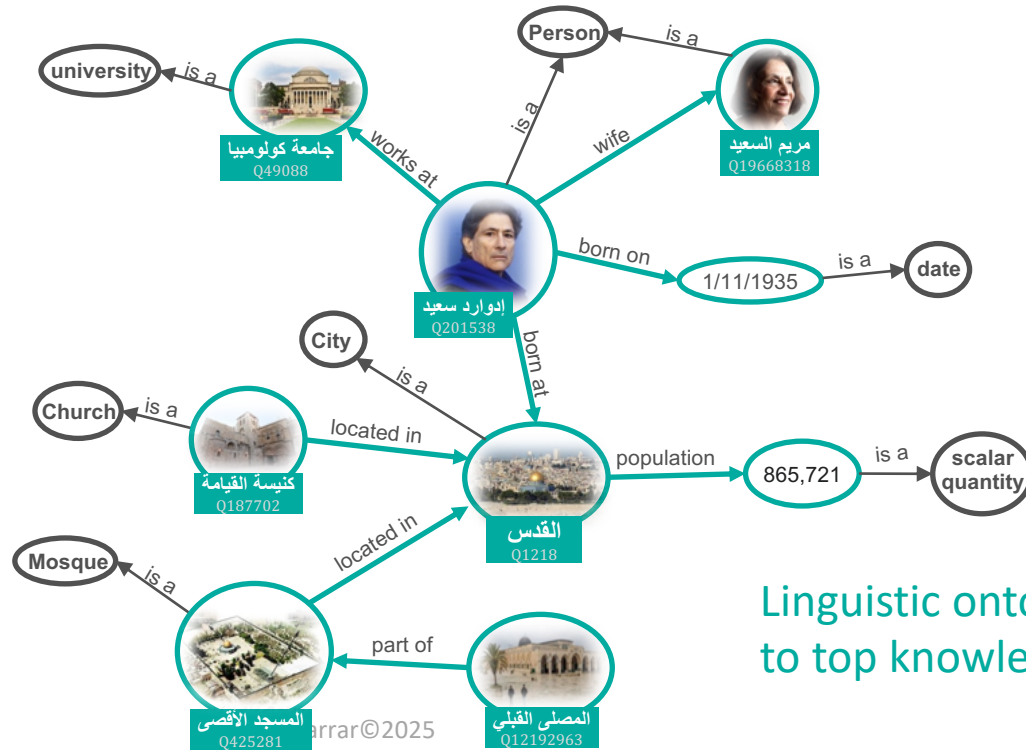 Person
is a
university
is a
جامعة كولومبيا
Q49088
works at
is a
wife
مريم السعيد
Q19668318
born on
1/11/1935
is a
date
إدوارد سعيد
Q201538
born at
City
is a
Church
is a
located in
كنيسة القيامة
Q187702
population
865,721
is a
scalar
quantity
القدس
Q1218
located in
Mosque
is a
part of
المسجد الأقصى
Q425281
المصلى القبلي
Q12192963
Linguistic onto
to top knowle
arrar©2025